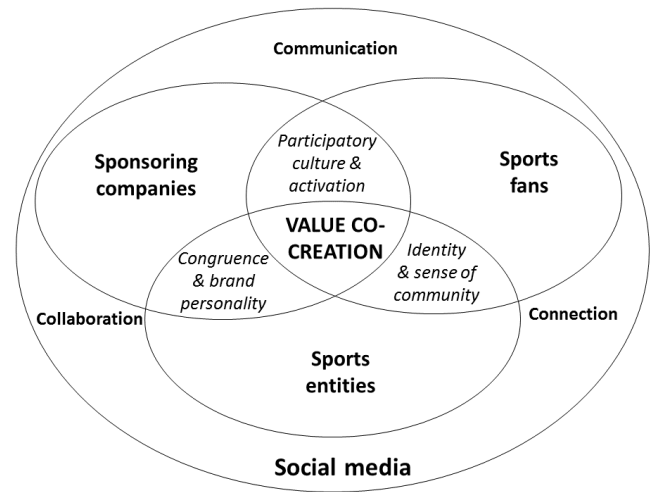 Communication
Sponsoring
companies
Participatory
culture &
activation
Sports
fans
VALUE CO-
CREATION
Congruence
& brand
personality
Identity
& sense of
community
Collaboration
Connection
Sports
entities
Social media